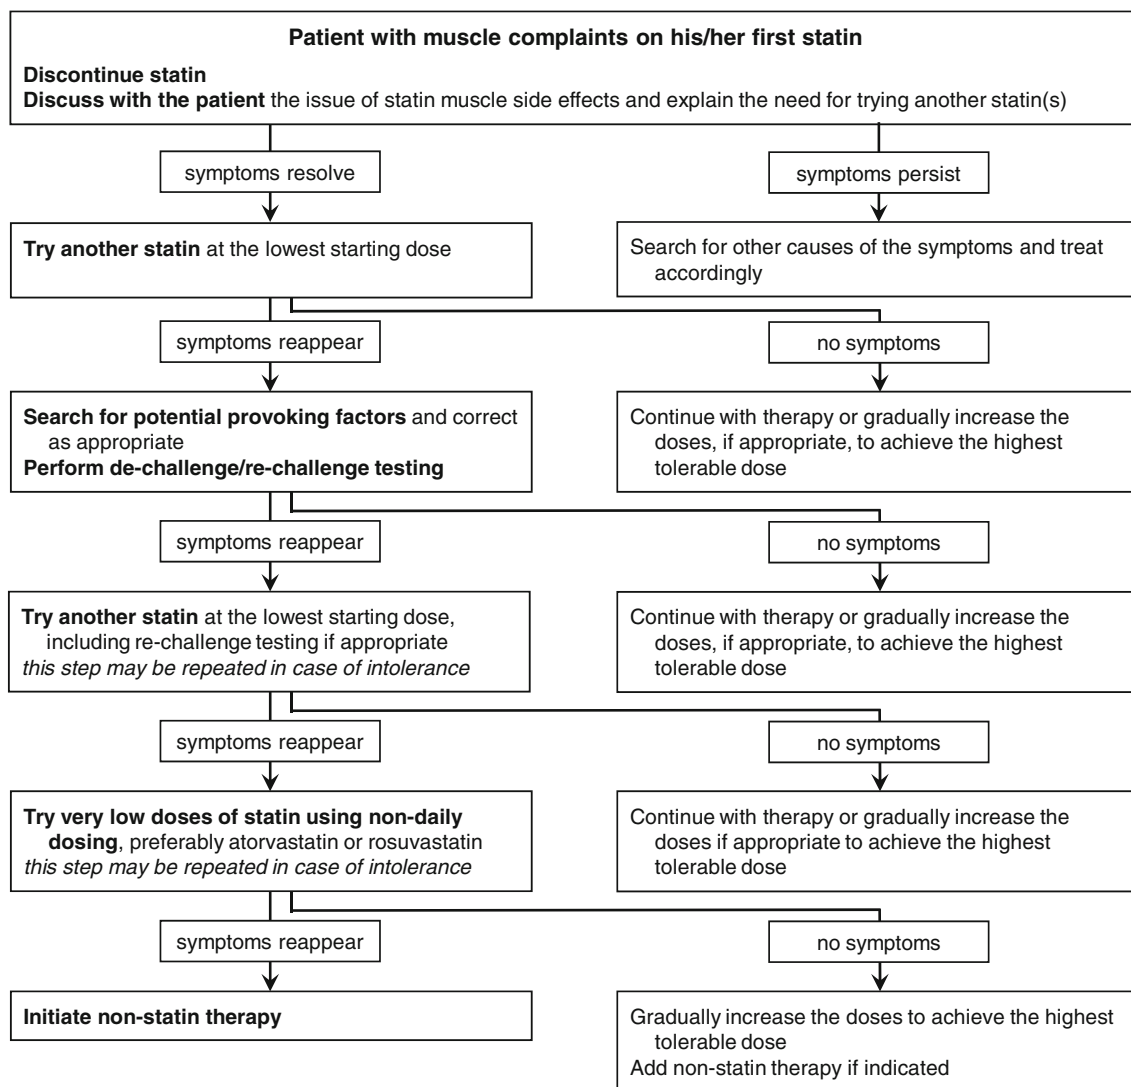 Patient with muscle complaints on his/her first statin
Discontinue statin
Discuss with the patient the issue of statin muscle side effects and explain the need for trying another statin(s)
symptoms resolve
symptoms persist
Try another statin at the lowest starting dose
Search for other causes of the symptoms and treat
accordingly
symptoms reappear
no symptoms
Search for potential provoking factors and correct
as appropriate
Perform de-challenge/re-challenge testing
Continue with therapy or gradually increase the
doses, if appropriate, to achieve the highest
tolerable dose
symptoms reappear
no symptoms
Try another statin at the lowest starting dose,
including re-challenge testing if appropriate
this step may be repeated in case of intolerance
Continue with therapy or gradually increase the
doses, if appropriate, to achieve the highest
tolerable dose
symptoms reappear
no symptoms
Try very low doses of statin using non-daily
dosing, preferably atorvastatin or rosuvastatin
this step may be repeated in case of intolerance
Continue with therapy or gradually increase the
doses if appropriate to achieve the highest
tolerable dose
symptoms reappear
no symptoms
Initiate non-statin therapy
Gradually increase the doses to achieve the highest
tolerable dose
Add non-statin therapy if indicated